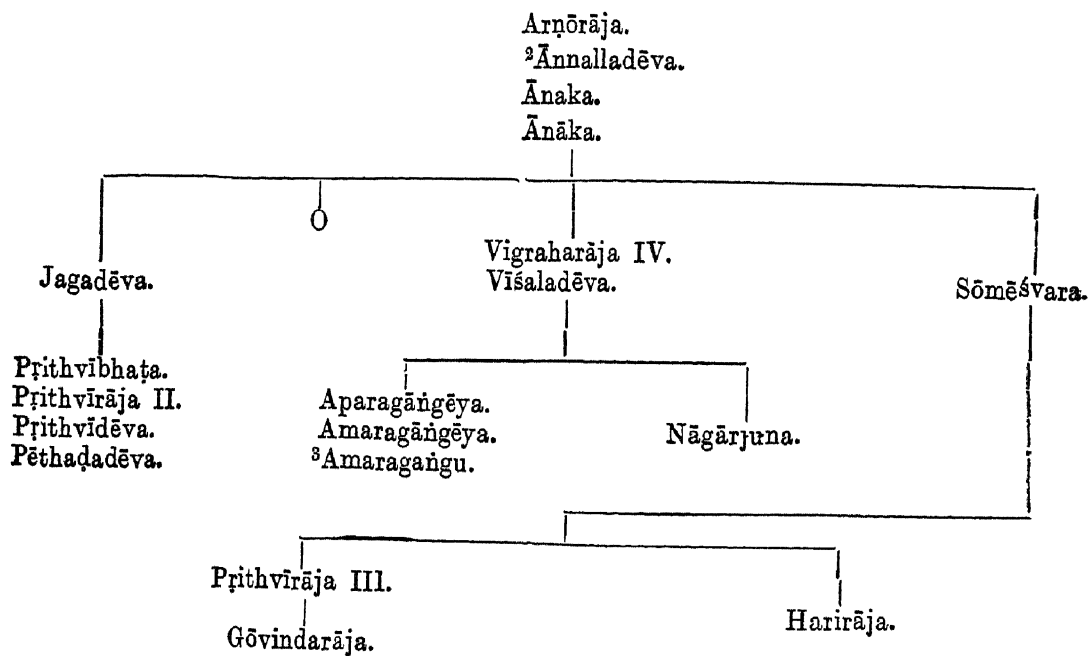 Arṇōrāja.
²Ānnalladēva.
Ānaka.
Ānāka.
O
Jagadēva.
Vigraharāja IV.
Vīśaladēva.
Sōmēśvara.
Pṛithvībhaṭa.
Pṛithvīrāja II.
Pṛithvīdēva.
Pēthaḍadēva.
Aparagāṅgēya.
Amaragāṅgēya.
³Amaragaṅgu.
Nāgārjuna.
Pṛithvīrāja III.
Gōvindarāja.
Harirāja.